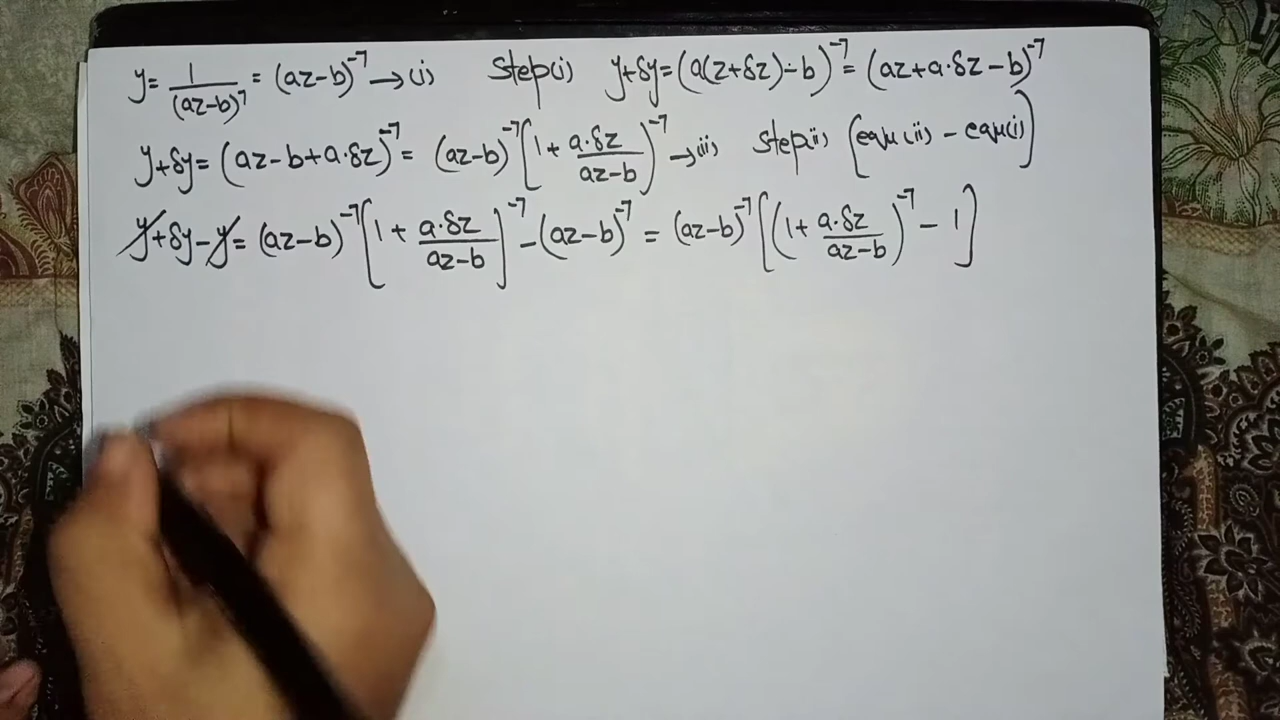 y = 1/(az-b)^7 = (az-b)^-7 → (i) Step(i) y+δy = (a(z+δz)-b)^-7 = (az+a·δz-b)^-7
y+δy = (az-b+a·δz)^-7 = (az-b)^-7 [1+ a·δz/(az-b)]^-7 → (ii) Step(ii) [eqn(ii) - eqn(i)]
y+δy-y = (az-b)^-7 [1+ a·δz/(az-b)]^-7 - (az-b)^-7 = (az-b)^-7 [(1+ a·δz/(az-b))^-7 - 1]